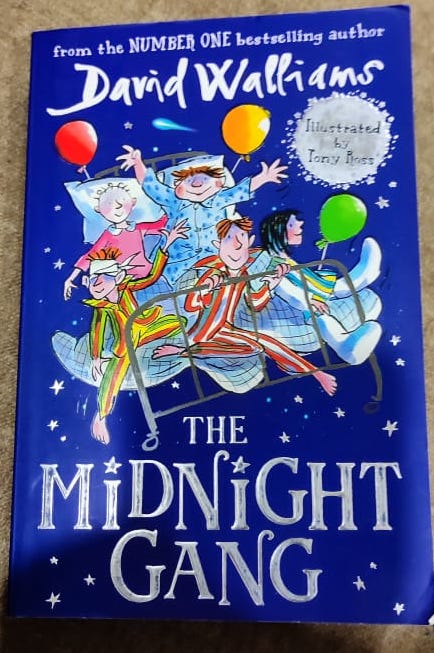 from the NUMBER ONE bestselling author
David Walliams
Illustrated
by
Tony Ross
THE
MiDNiGHT
GANG